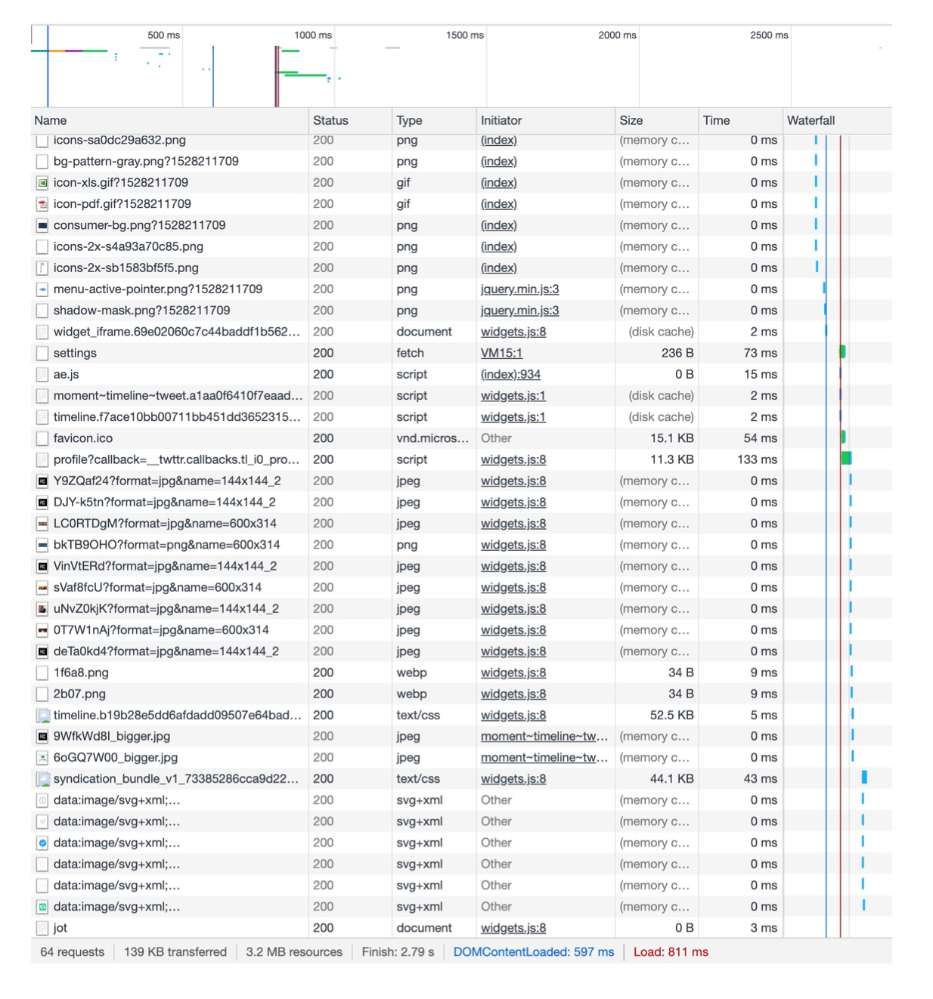 500 ms 1000 ms 1500 ms 2000 ms 2500 ms
Name Status Type Initiator Size Time Waterfall
icons-sa0dc29a632.png 200 png (index) (memory c... 0 ms
bg-pattern-gray.png?1528211709 200 png (index) (memory c... 0 ms
icon-xls.gif?1528211709 200 gif (index) (memory c... 0 ms
icon-pdf.gif?1528211709 200 gif (index) (memory c... 0 ms
consumer-bg.png?1528211709 200 png (index) (memory c... 0 ms
icons-2x-s4a93a70c85.png 200 png (index) (memory c... 0 ms
icons-2x-sb1583bf5f5.png 200 png (index) (memory c... 0 ms
menu-active-pointer.png?1528211709 200 png jquery.min.js:3 (memory c... 0 ms
shadow-mask.png?1528211709 200 png jquery.min.js:3 (memory c... 0 ms
widget_iframe.69e02060c7c44baddf1b562... 200 document widgets.js:8 (disk cache) 2 ms
settings 200 fetch VM15:1 236 B 73 ms
ae.js 200 script (index):934 0 B 15 ms
moment~timeline~tweet.a1aa0f6410f7eaad... 200 script widgets.js:1 (disk cache) 2 ms
timeline.f7ace10bb00711bb451dd3652315... 200 script widgets.js:1 (disk cache) 2 ms
favicon.ico 200 vnd.micros... Other 15.1 KB 54 ms
profile?callback=__twttr.callbacks.tl_i0_pro... 200 script widgets.js:8 11.3 KB 133 ms
Y9ZQaf24?format=jpg&name=144x144_2 200 jpeg widgets.js:8 (memory c... 0 ms
DJY-k5tn?format=jpg&name=144x144_2 200 jpeg widgets.js:8 (memory c... 0 ms
LC0RTDgM?format=jpg&name=600x314 200 jpeg widgets.js:8 (memory c... 0 ms
bkTB9OHO?format=png&name=600x314 200 png widgets.js:8 (memory c... 0 ms
VinVtERd?format=jpg&name=144x144_2 200 jpeg widgets.js:8 (memory c... 0 ms
sVaf8fcU?format=jpg&name=600x314 200 jpeg widgets.js:8 (memory c... 0 ms
uNvZ0kjK?format=jpg&name=144x144_2 200 jpeg widgets.js:8 (memory c... 0 ms
0T7W1nAj?format=jpg&name=600x314 200 jpeg widgets.js:8 (memory c... 0 ms
deTa0kd4?format=jpg&name=144x144_2 200 jpeg widgets.js:8 (memory c... 0 ms
1f6a8.png 200 webp widgets.js:8 34 B 9 ms
2b07.png 200 webp widgets.js:8 34 B 9 ms
timeline.b19b28e5dd6afdadd09507e64bad... 200 text/css widgets.js:8 52.5 KB 5 ms
9WfkWd8I_bigger.jpg 200 jpeg moment~timeline~tw... (memory c... 0 ms
6oGQ7W00_bigger.jpg 200 jpeg moment~timeline~tw... (memory c... 0 ms
syndication_bundle_v1_73385286cca9d22... 200 text/css widgets.js:8 44.1 KB 43 ms
data:image/svg+xml;... 200 svg+xml Other (memory c... 0 ms
data:image/svg+xml;... 200 svg+xml Other (memory c... 0 ms
data:image/svg+xml;... 200 svg+xml Other (memory c... 0 ms
data:image/svg+xml;... 200 svg+xml Other (memory c... 0 ms
data:image/svg+xml;... 200 svg+xml Other (memory c... 0 ms
data:image/svg+xml;... 200 svg+xml Other (memory c... 0 ms
jot 200 document widgets.js:8 0 B 3 ms
64 requests 139 KB transferred 3.2 MB resources Finish: 2.79 s DOMContentLoaded: 597 ms Load: 811 ms